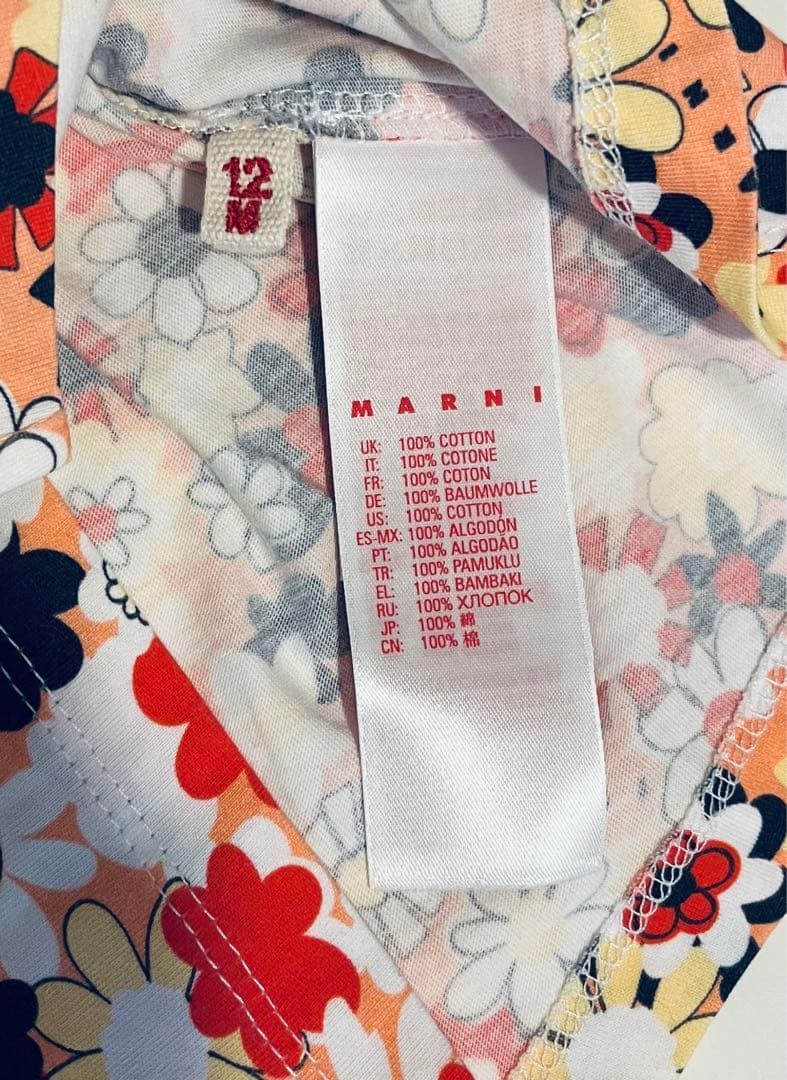 12
M
MARNI
UK: 100% COTTON
IT: 100% COTONE
FR: 100% COTON
DE: 100% BAUMWOLLE
US: 100% COTTON
ES-MX: 100% ALGODÓN
PT: 100% ALGODÃO
TR: 100% PAMUKLU
EL: 100% BAMBAKI
RU: 100% ХЛОПОК
JP: 100% 綿
CN: 100% 棉